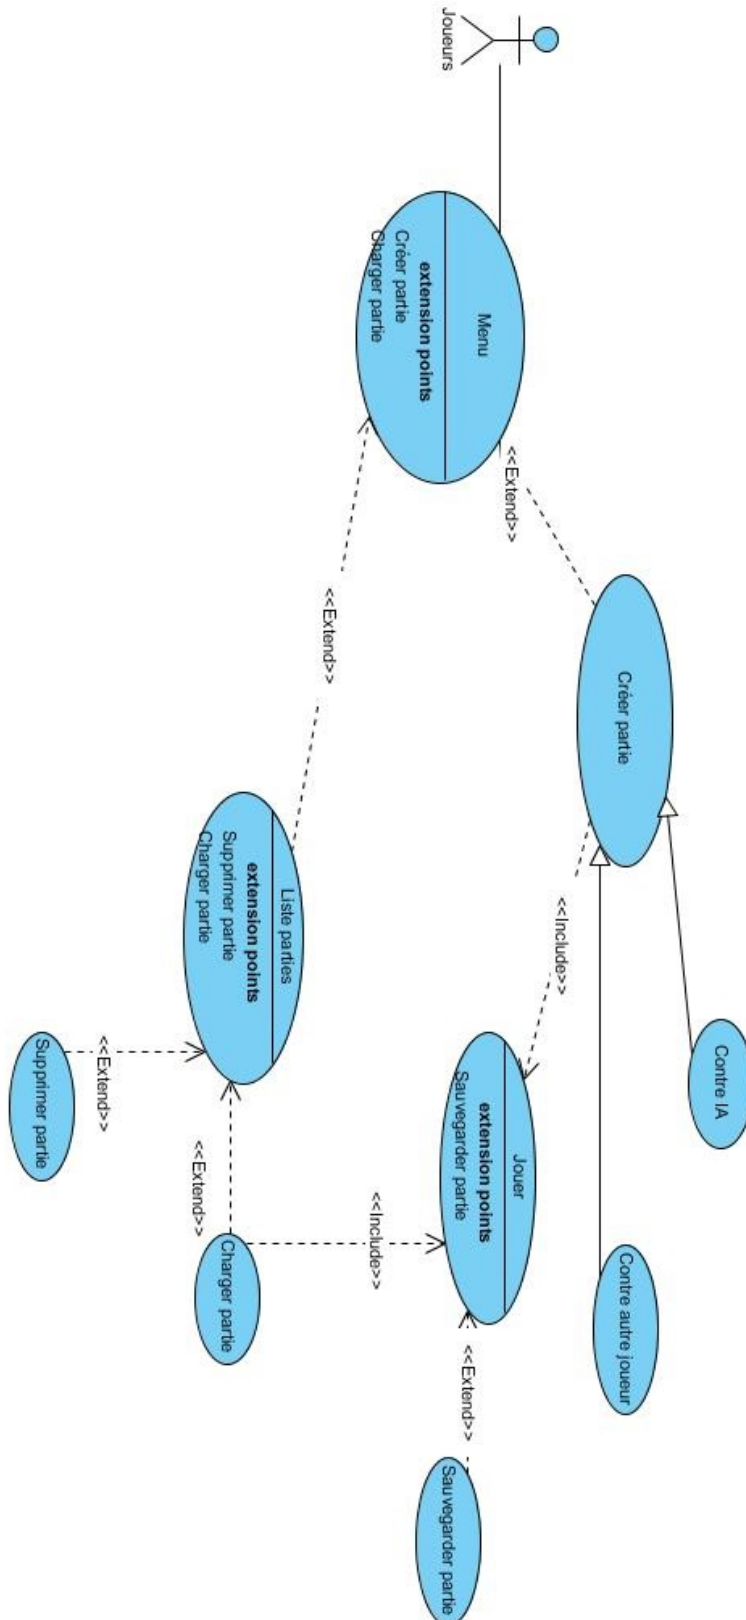 Joueurs
Menu
extension points
Créer partie
Charger partie
<<Extend>>
Créer partie
<<Extend>>
<<Include>>
Contre IA
Contre autre joueur
Liste parties
extension points
Supprimer partie
Charger partie
Jouer
extension points
Sauvegarder partie
<<Extend>>
Supprimer partie
<<Extend>>
Charger partie
<<Include>>
<<Extend>>
Sauvegarder partie